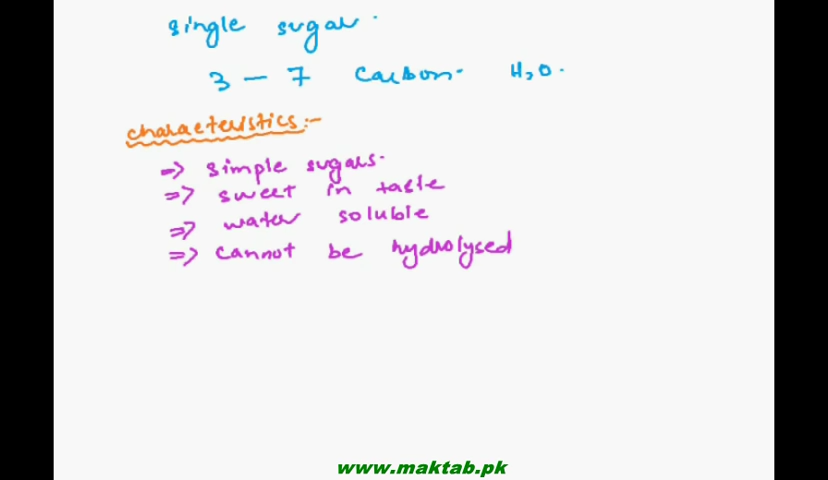 single sugar.
3 - 7 Carbon. H2O.
characteristics:-
=> simple sugars.
=> sweet in taste
=> water soluble
=> cannot be hydrolysed
www.maktab.pk